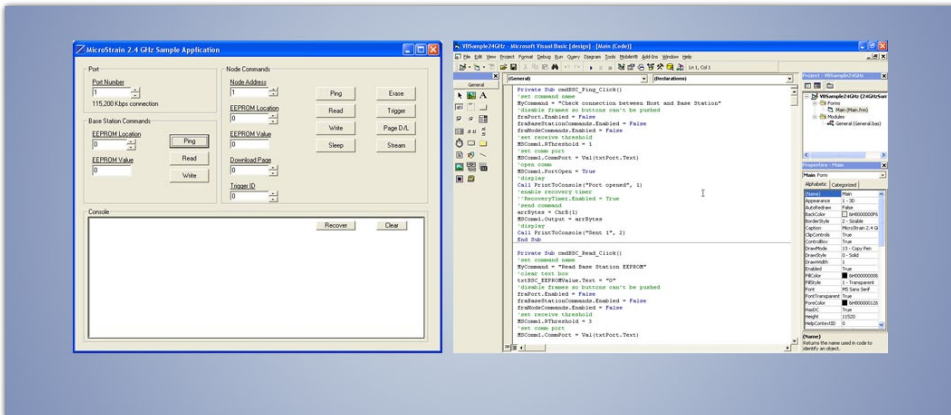 MicroStrain 2.4 GHz Sample Application
Port
Port Number
1
115,200 Kbps connection
Base Station Commands
EEPROM Location
0
EEPROM Value
0
Ping
Read
Write
Node Commands
Node Address
1
EEPROM Location
0
EEPROM Value
0
Download Page
0
Trigger ID
0
Ping
Erase
Read
Trigger
Write
Page D/L
Sleep
Stream
Console
Recover
Clear
VBSample24GHz - Microsoft Visual Basic [design] - [Main (Code)]
File Edit View Project Format Debug Run Query Diagram Tools Add-Ins Window Help
Ln 1, Col 1
General
(General)
(Declarations)
Private Sub cmdBSC_Ping_Click()
'set command name
MyCommand = "Check connection between Host and Base Station"
'disable frames so buttons can't be pushed
fraPort.Enabled = False
fraBaseStationCommands.Enabled = False
fraNodeCommands.Enabled = False
'set receive threshold
MSComm1.RThreshold = 1
'set comm port
MSComm1.CommPort = Val(txtPort.Text)
'open comm
MSComm1.PortOpen = True
'display
Call PrintToConsole("Port opened", 1)
'enable recovery timer
''RecoveryTimer.Enabled = True
'send command
arrBytes = Chr$(1)
MSComm1.Output = arrBytes
'display
Call PrintToConsole("Sent 1", 2)
End Sub
Private Sub cmdBSC_Read_Click()
'set command name
MyCommand = "Read Base Station EEPROM"
'clear text box
txtBSC_EEPROMValue.Text = "0"
'disable frames so buttons can't be pushed
fraPort.Enabled = False
fraBaseStationCommands.Enabled = False
fraNodeCommands.Enabled = False
'set receive threshold
MSComm1.RThreshold = 3
'set comm port
MSComm1.CommPort = Val(txtPort.Text)
Project - VBSample24GHz
VBSample24GHz (24GHzSam
Forms
Main (Main.frm)
Modules
General (General.bas)
Properties - Main
Main Form
Alphabetic Categorized
(Name) Main
Appearance 1 - 3D
AutoRedraw False
BackColor
BorderStyle 2 - Sizable
Caption MicroStrain 2.4 G
ClipControls True
ControlBox True
DrawMode 13 - Copy Pen
DrawStyle 0 - Solid
DrawWidth 1
Enabled True
FillColor
FillStyle 1 - Transparent
Font MS Sans Serif
FontTransparent True
ForeColor
HasDC True
Height 11520
HelpContextID 0
(Name)
Returns the name used in code to
identify an object.